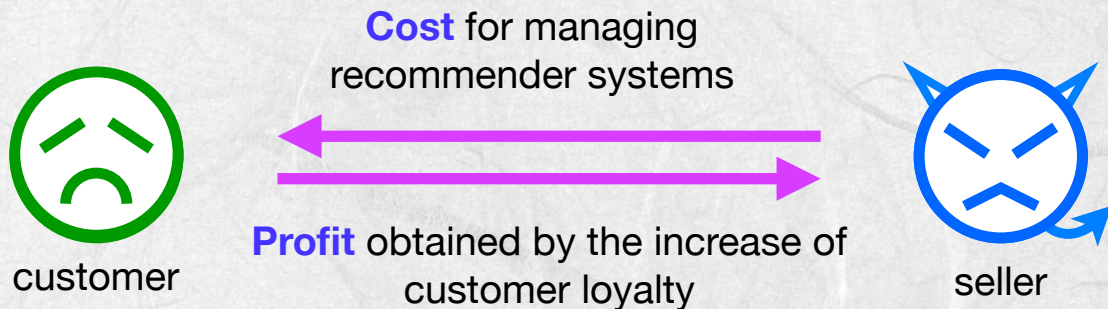 Cost for managing
recommender systems
Profit obtained by the increase of
customer loyalty
customer
seller